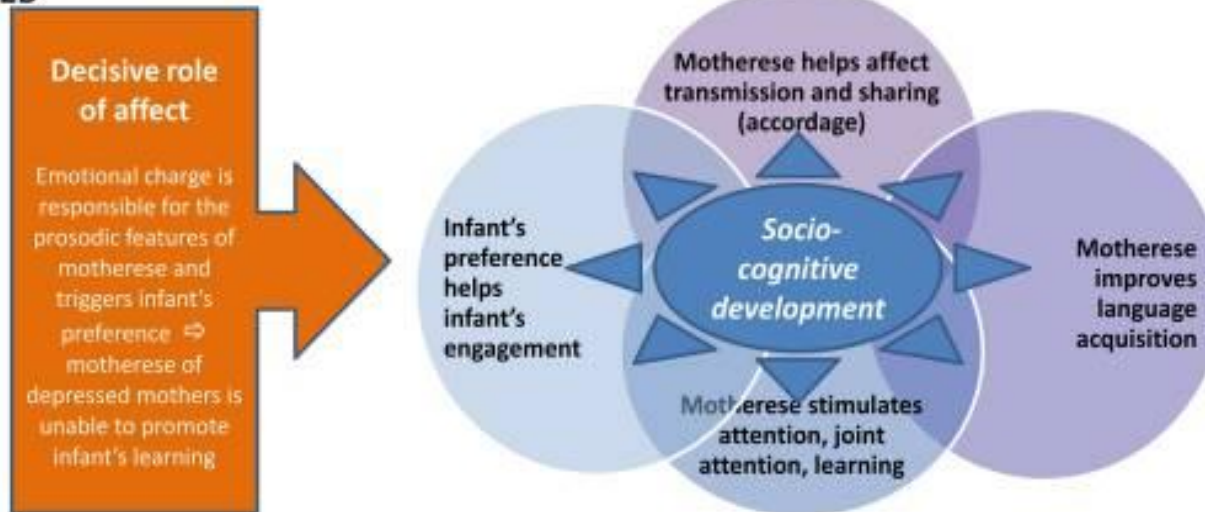 Decisive role
of affect
Emotional charge is
responsible for the
prosodic features of
motherese and
triggers infant's
preference ⇨
motherese of
depressed mothers is
unable to promote
infant's learning
Motherese helps affect
transmission and sharing
(accordage)
Infant's
preference
helps
infant's
engagement
Socio-
cognitive
development
Motherese
improves
language
acquisition
Motherese stimulates
attention, joint
attention, learning